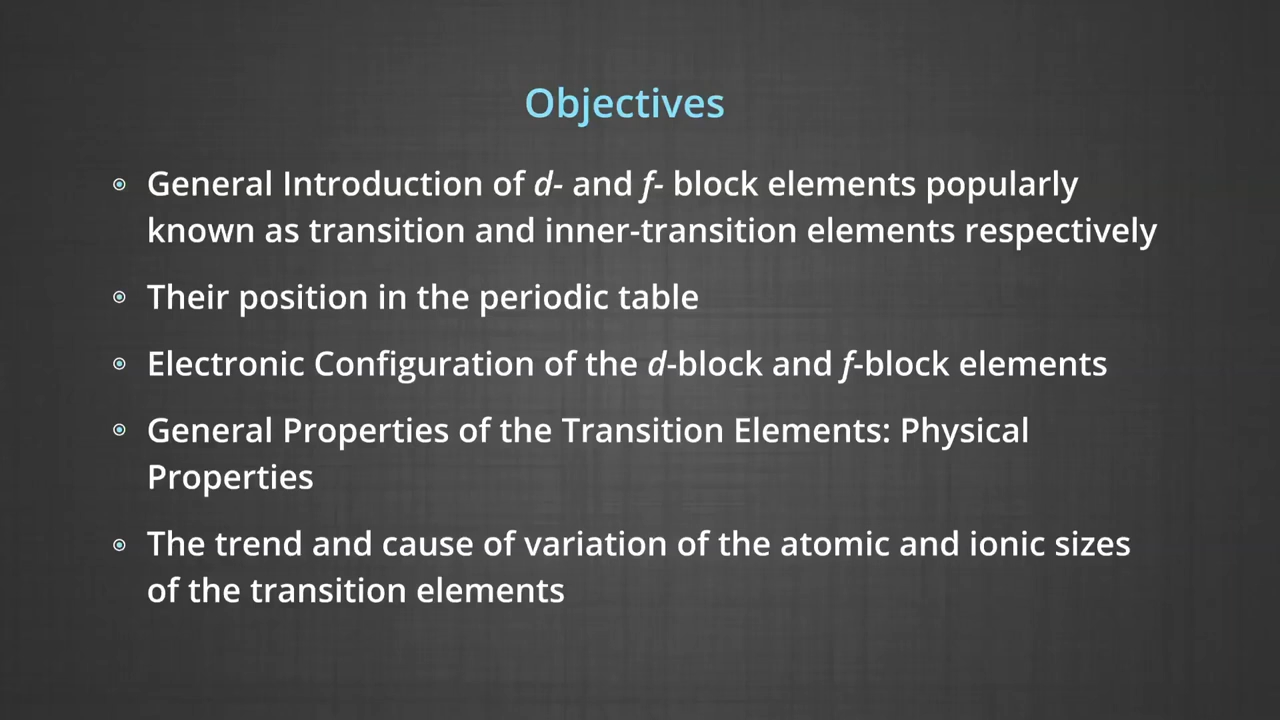 Objectives
General Introduction of d- and f- block elements popularly
known as transition and inner-transition elements respectively
Their position in the periodic table
Electronic Configuration of the d-block and f-block elements
General Properties of the Transition Elements: Physical
Properties
The trend and cause of variation of the atomic and ionic sizes
of the transition elements